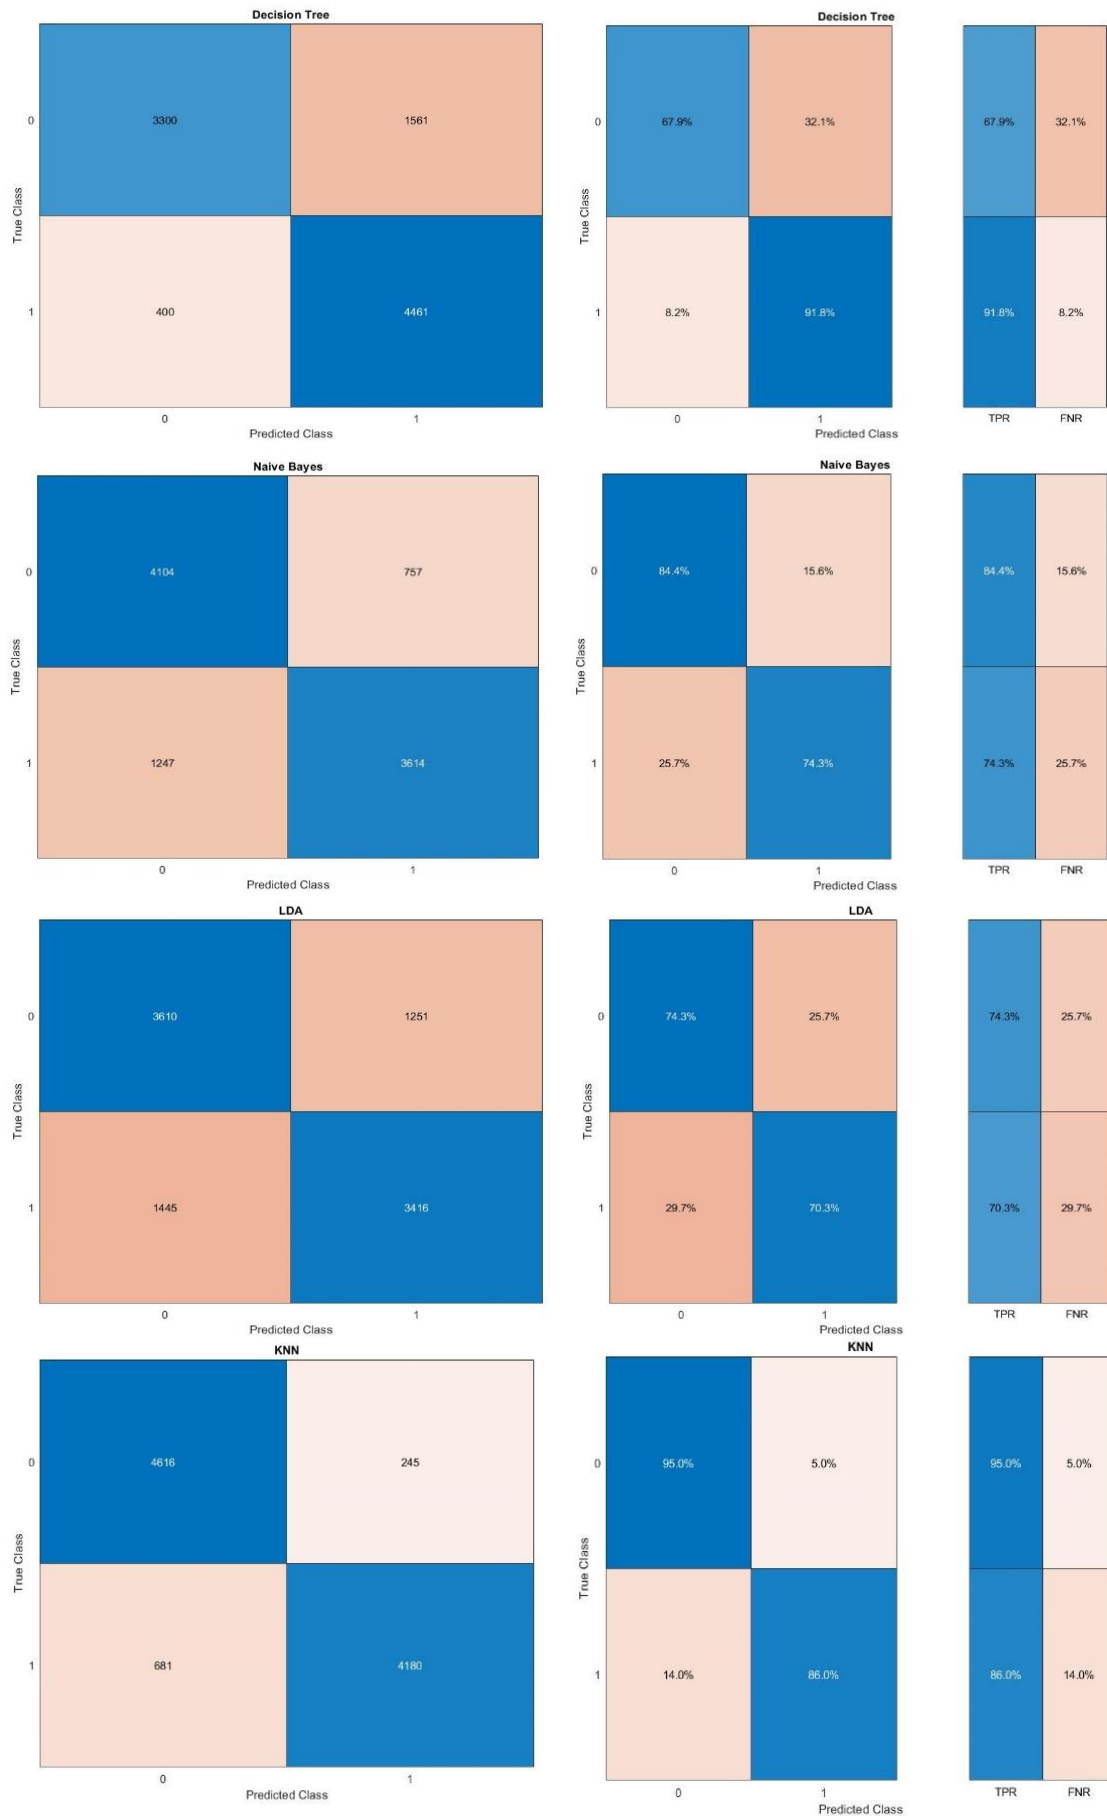 Decision Tree
0
3300
1561
True Class
1
400
4461
0
1
Predicted Class
Decision Tree
0
67.9%
32.1%
True Class
1
8.2%
91.8%
0
1
Predicted Class
67.9%
32.1%
91.8%
8.2%
TPR
FNR
Naive Bayes
0
4104
757
True Class
1
1247
3614
0
1
Predicted Class
Naive Bayes
0
84.4%
15.6%
True Class
1
25.7%
74.3%
0
1
Predicted Class
84.4%
15.6%
74.3%
25.7%
TPR
FNR
LDA
0
3610
1251
True Class
1
1445
3416
0
1
Predicted Class
LDA
0
74.3%
25.7%
True Class
1
29.7%
70.3%
0
1
Predicted Class
74.3%
25.7%
70.3%
29.7%
TPR
FNR
KNN
0
4616
245
True Class
1
681
4180
0
1
Predicted Class
KNN
0
95.0%
5.0%
True Class
1
14.0%
86.0%
0
1
Predicted Class
95.0%
5.0%
86.0%
14.0%
TPR
FNR